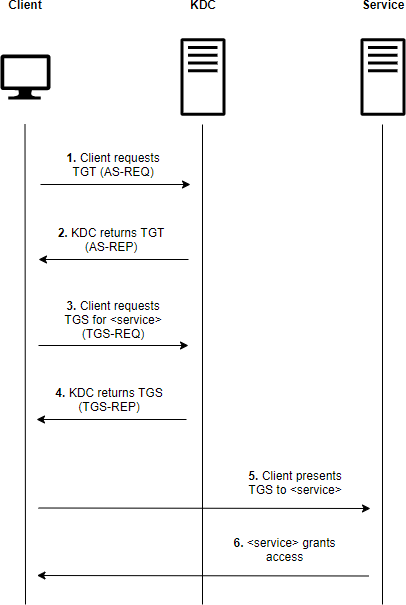 Client
KDC
Service
1. Client requests
TGT (AS-REQ)
2. KDC returns TGT
(AS-REP)
3. Client requests
TGS for <service>
(TGS-REQ)
4. KDC returns TGS
(TGS-REP)
5. Client presents
TGS to <service>
6. <service> grants
access